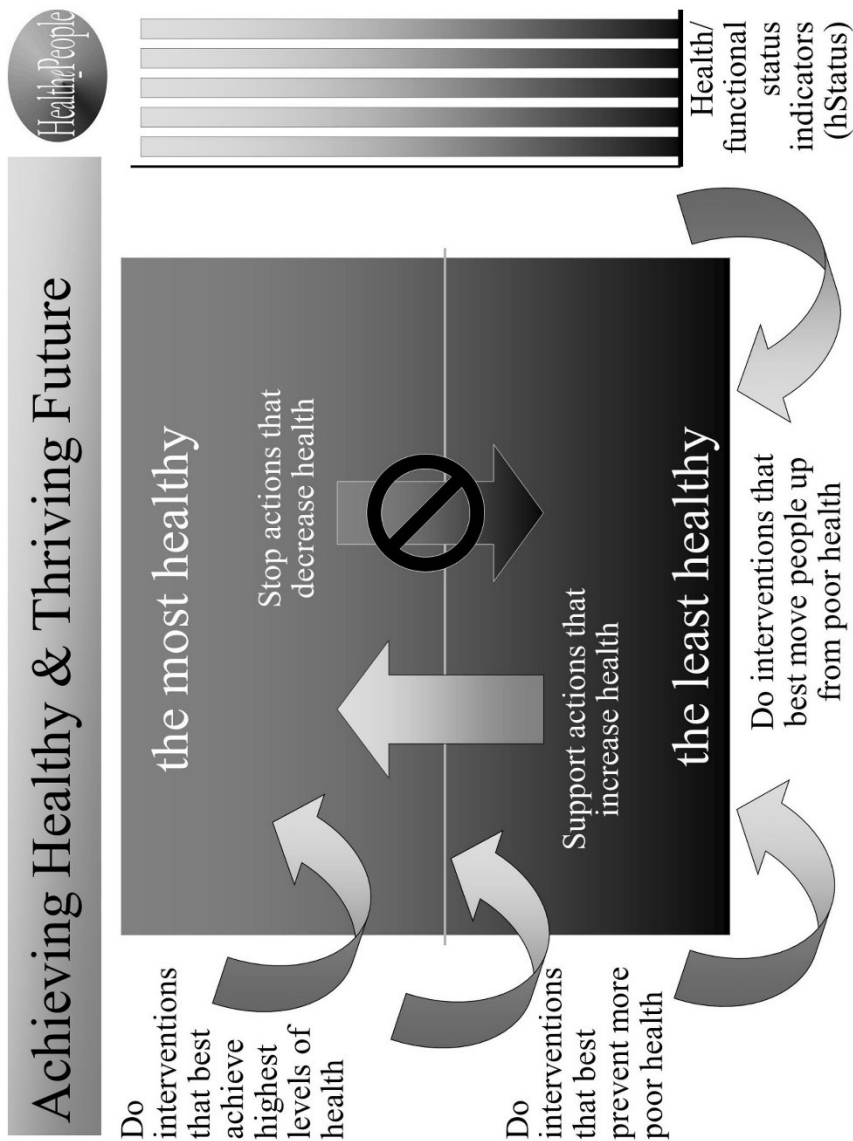 Achieving Healthy & Thriving Future
HealthePeople
Do
interventions
that best
achieve
highest
levels of
health
the most healthy
Stop actions that
decrease health
Support actions that
increase health
the least healthy
Do
interventions
that best
prevent more
poor health
Do interventions that
best move people up
from poor health
Health/
functional
status
indicators
(hStatus)